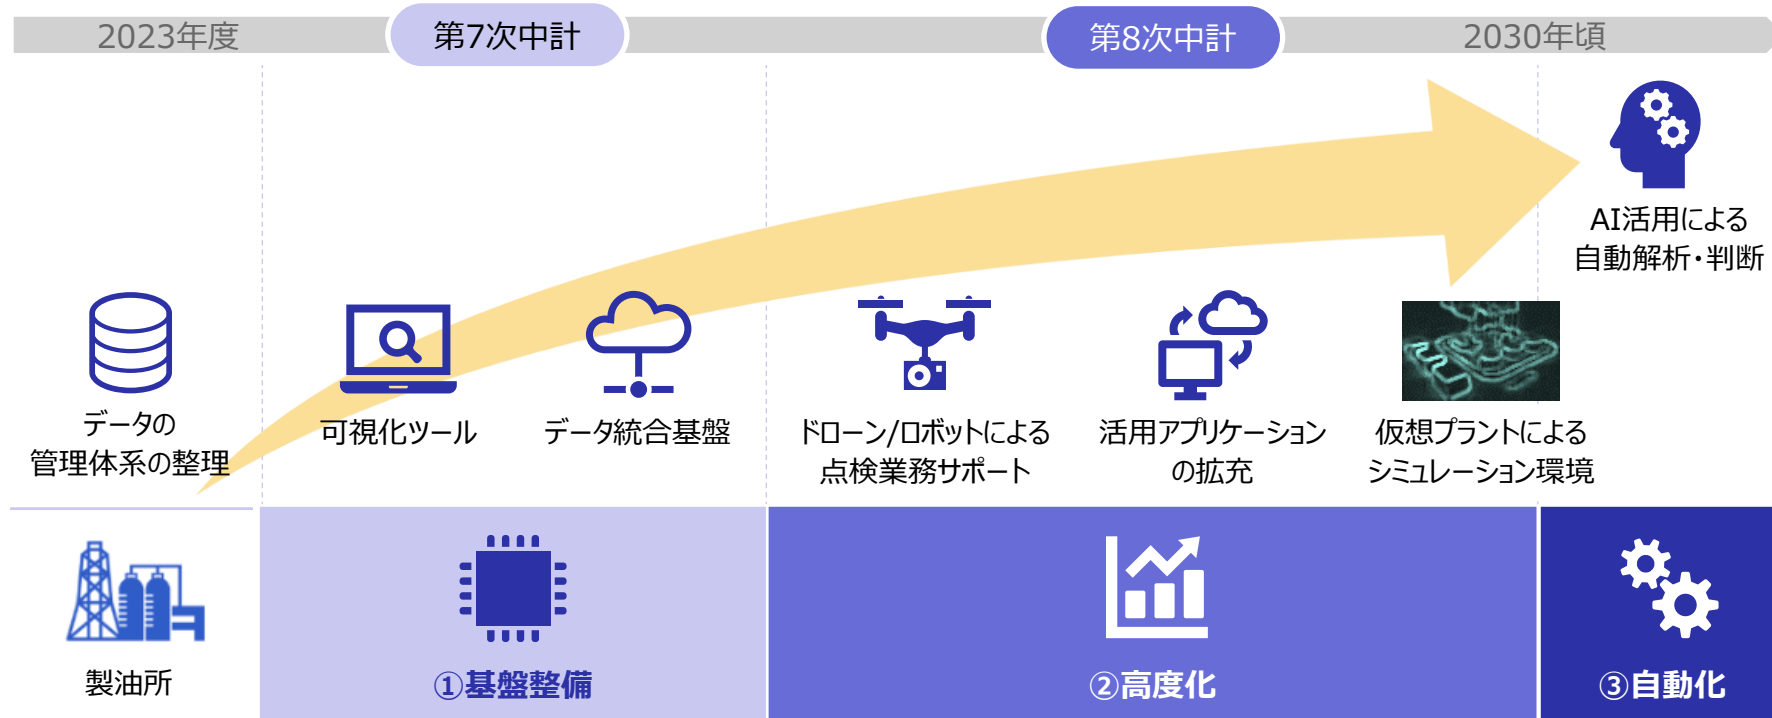 2023年度
第7次中計
第8次中計
2030年頃
AI活用による
自動解析・判断
データの
管理体系の整理
可視化ツール
データ統合基盤
ドローン/ロボットによる
点検業務サポート
活用アプリケーション
の拡充
仮想プラントによる
シミュレーション環境
製油所
①基盤整備
②高度化
③自動化